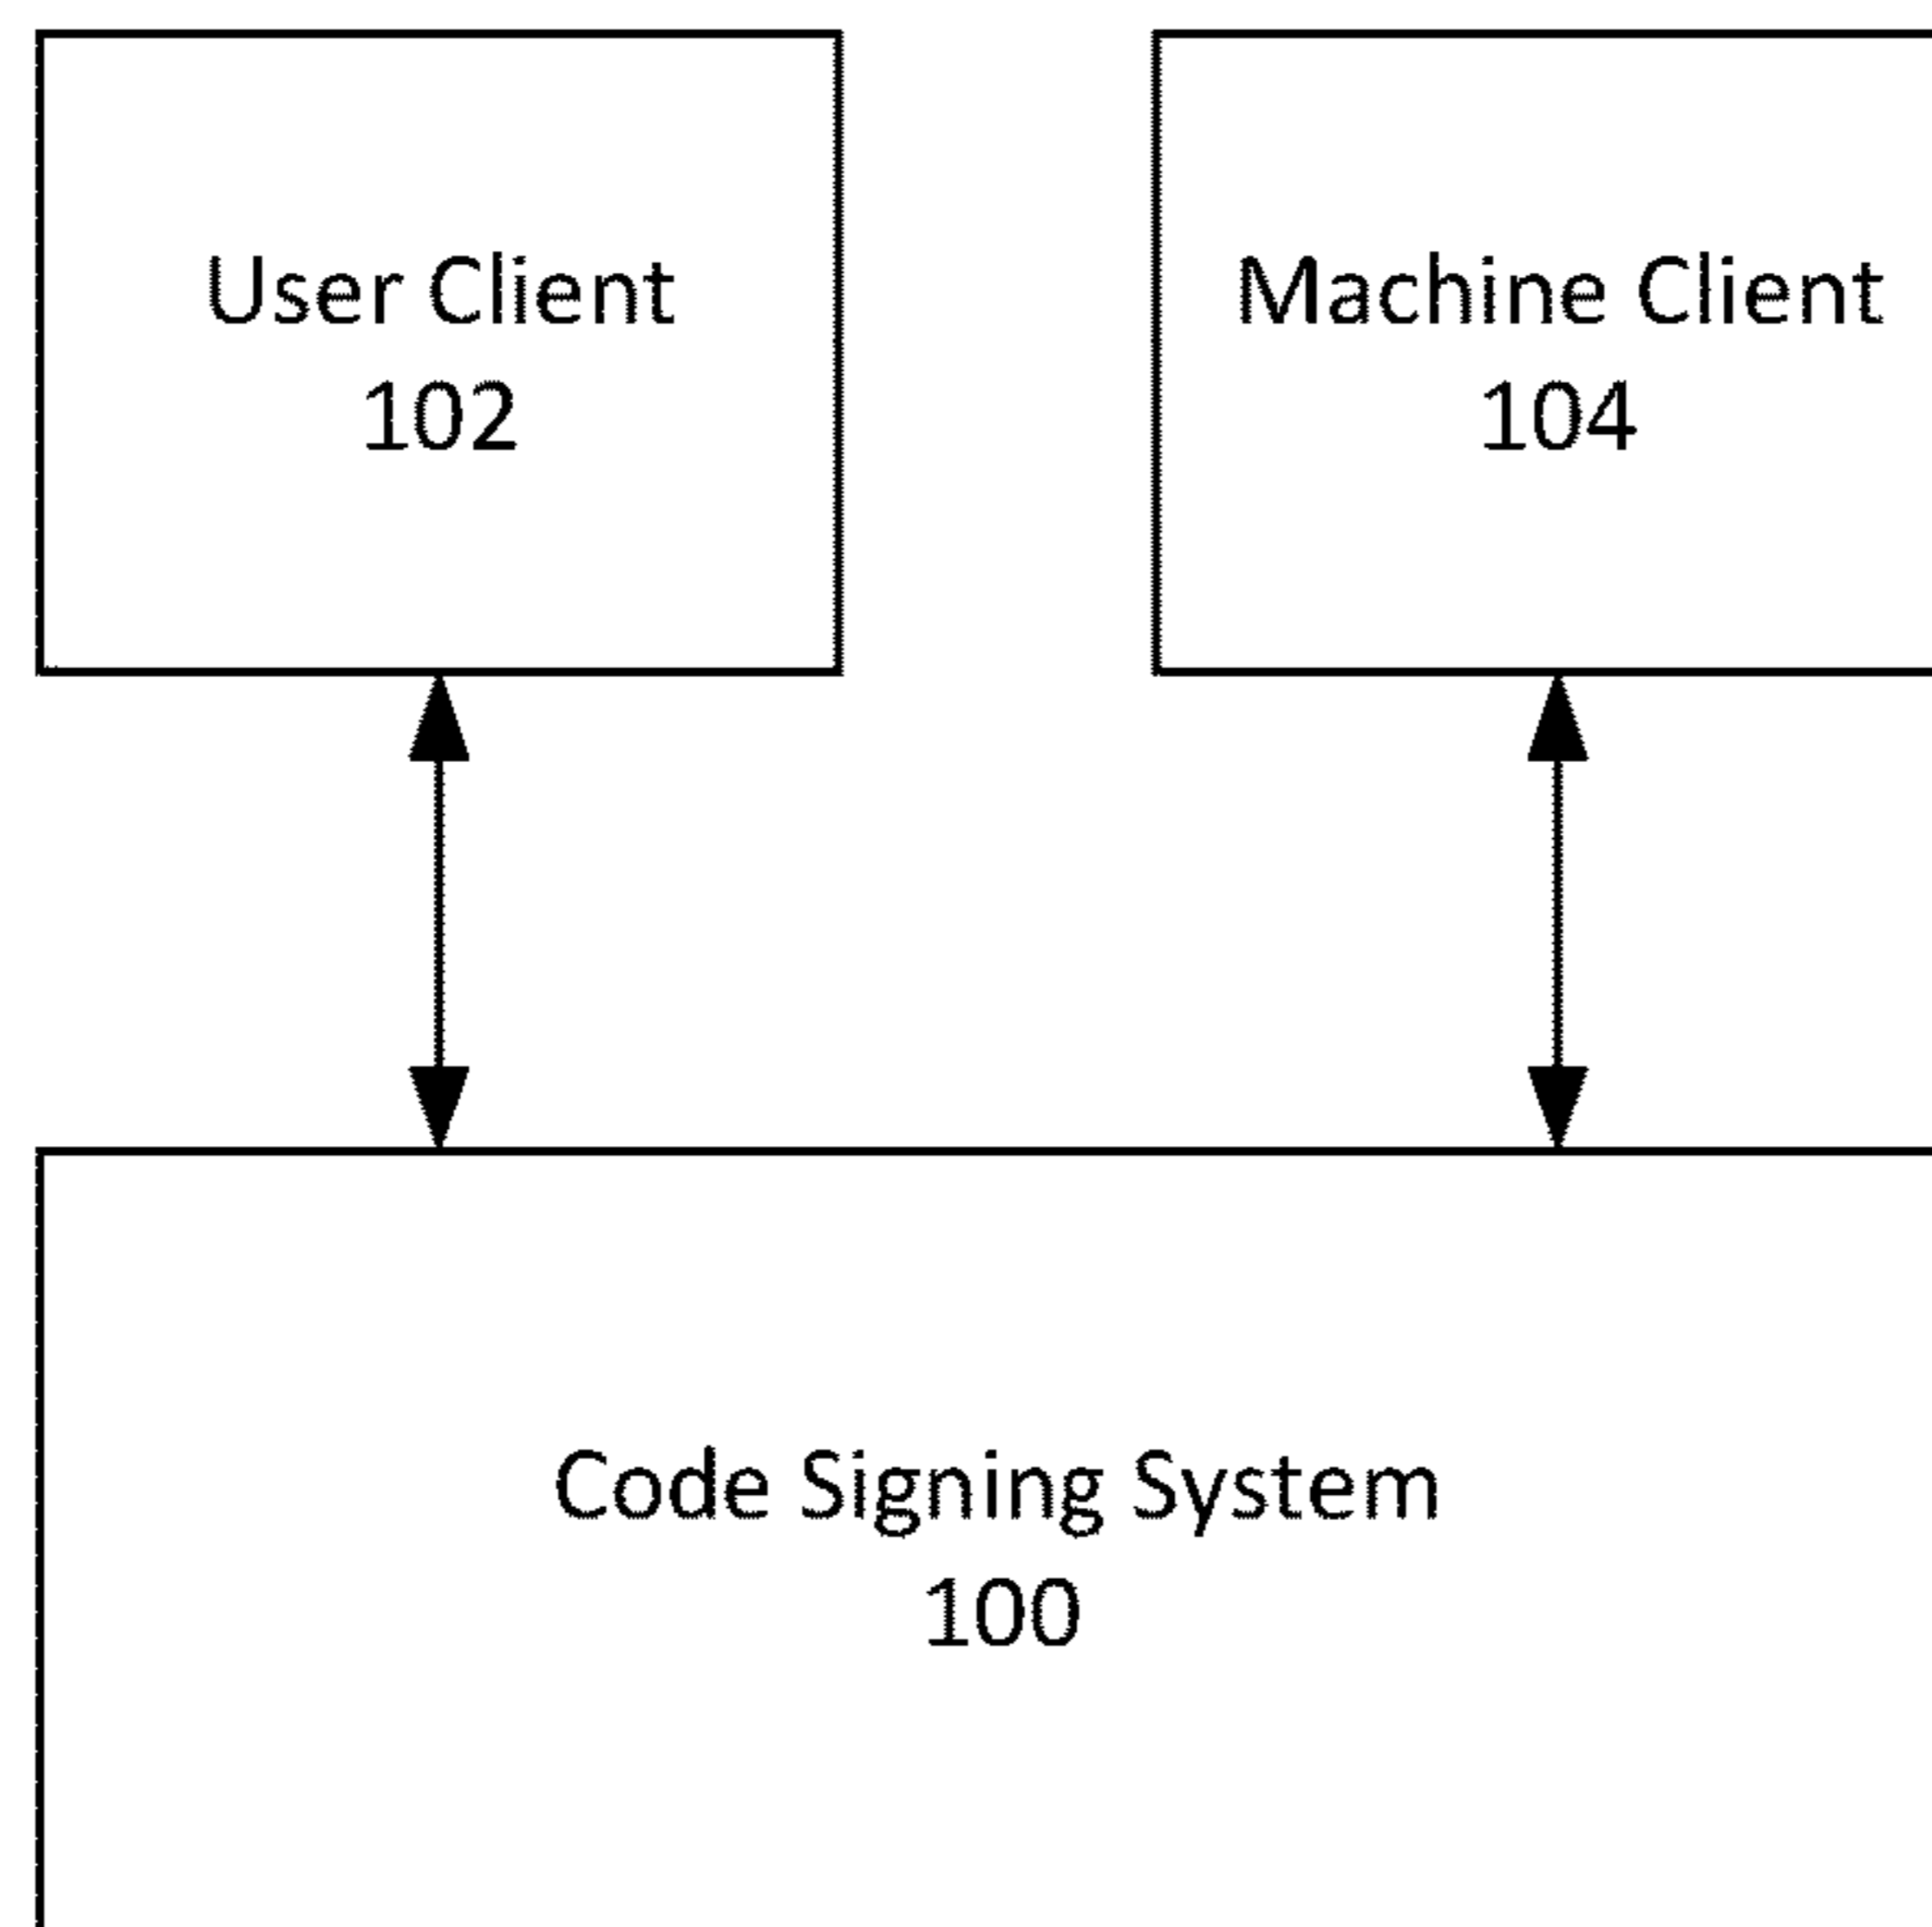 User Client
102
Machine Client
104
Code Signing System
100